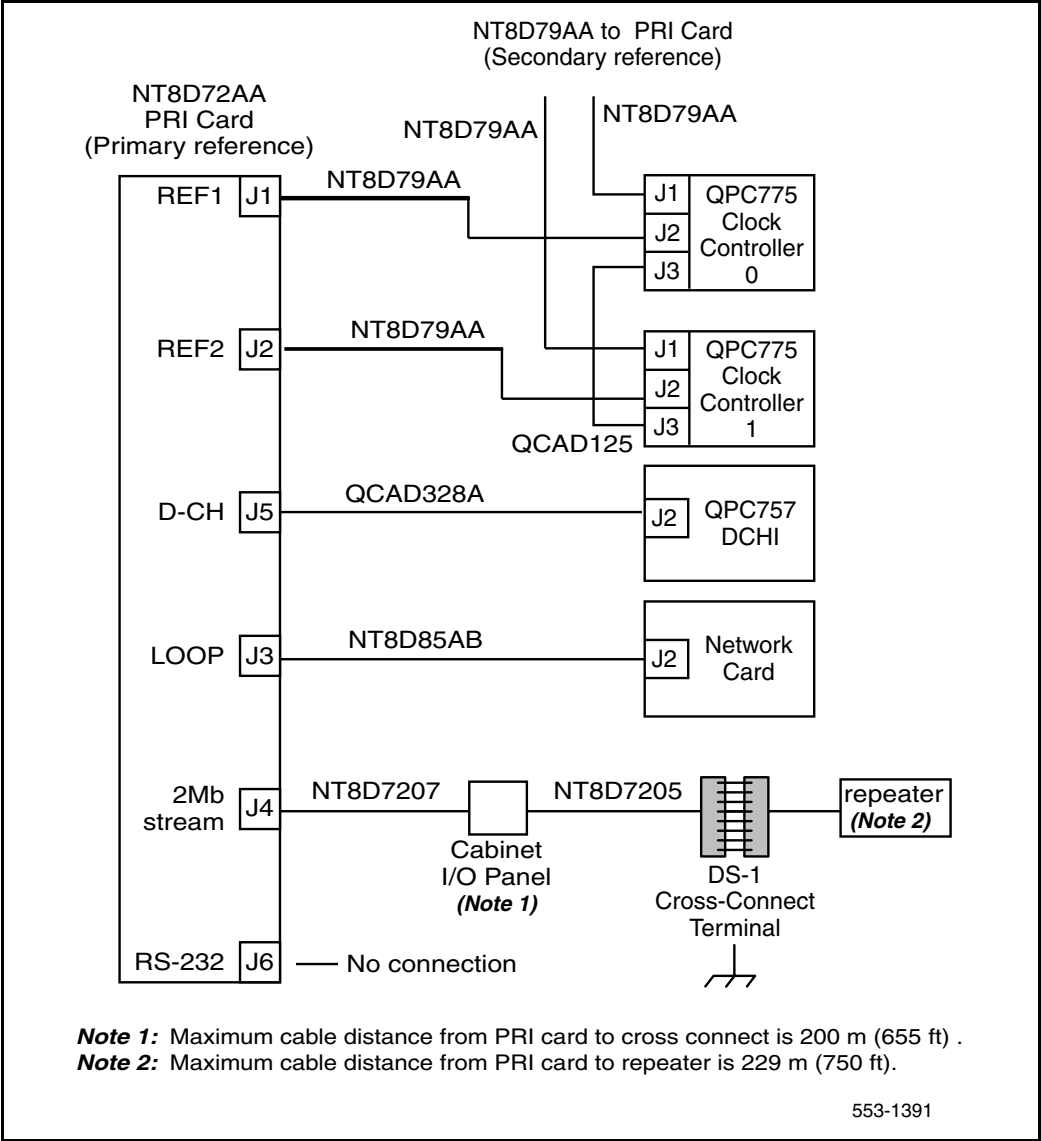 NT8D79AA to PRI Card
(Secondary reference)
NT8D72AA
PRI Card
(Primary reference)
NT8D79AA
NT8D79AA
REF1
J1
NT8D79AA
J1
J2
J3
QPC775
Clock
Controller
0
REF2
J2
NT8D79AA
J1
J2
J3
QPC775
Clock
Controller
1
QCAD125
D-CH
J5
QCAD328A
J2
QPC757
DCHI
LOOP
J3
NT8D85AB
J2
Network
Card
2Mb
stream
J4
NT8D7207
Cabinet
I/O Panel
(Note 1)
NT8D7205
DS-1
Cross-Connect
Terminal
repeater
(Note 2)
RS-232
J6
No connection
Note 1: Maximum cable distance from PRI card to cross connect is 200 m (655 ft) .
Note 2: Maximum cable distance from PRI card to repeater is 229 m (750 ft).
553-1391